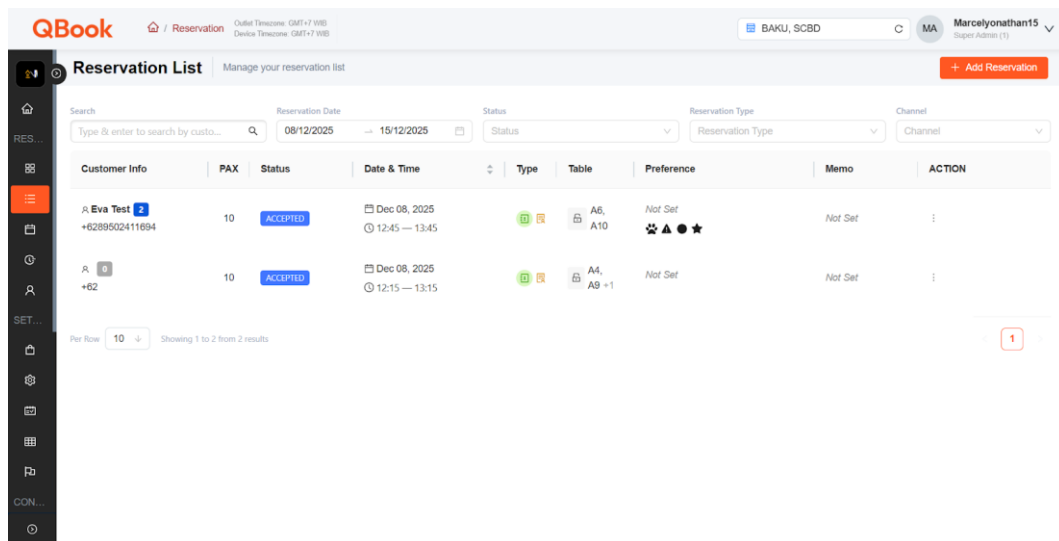 QBook
/ Reservation
Outlet Timezone: GMT+7 WIB
Device Timezone: GMT+7 WIB
BAKU, SCBD
MA
Marcelyonathan15
Super Admin (1)
Reservation List
Manage your reservation list
+ Add Reservation
RES...
SET...
CON...
Search
Reservation Date
Status
Reservation Type
Channel
Type & enter to search by custo...
08/12/2025 → 15/12/2025
Status
Reservation Type
Channel
Customer Info PAX Status Date & Time Type Table Preference Memo ACTION
Eva Test 2
+6289502411694
10
ACCEPTED
Dec 08, 2025
12:45 — 13:45
A6,
A10
Not Set
Not Set
0
+62
10
ACCEPTED
Dec 08, 2025
12:15 — 13:15
A4,
A9 +1
Not Set
Not Set
Per Row 10 Showing 1 to 2 from 2 results
1